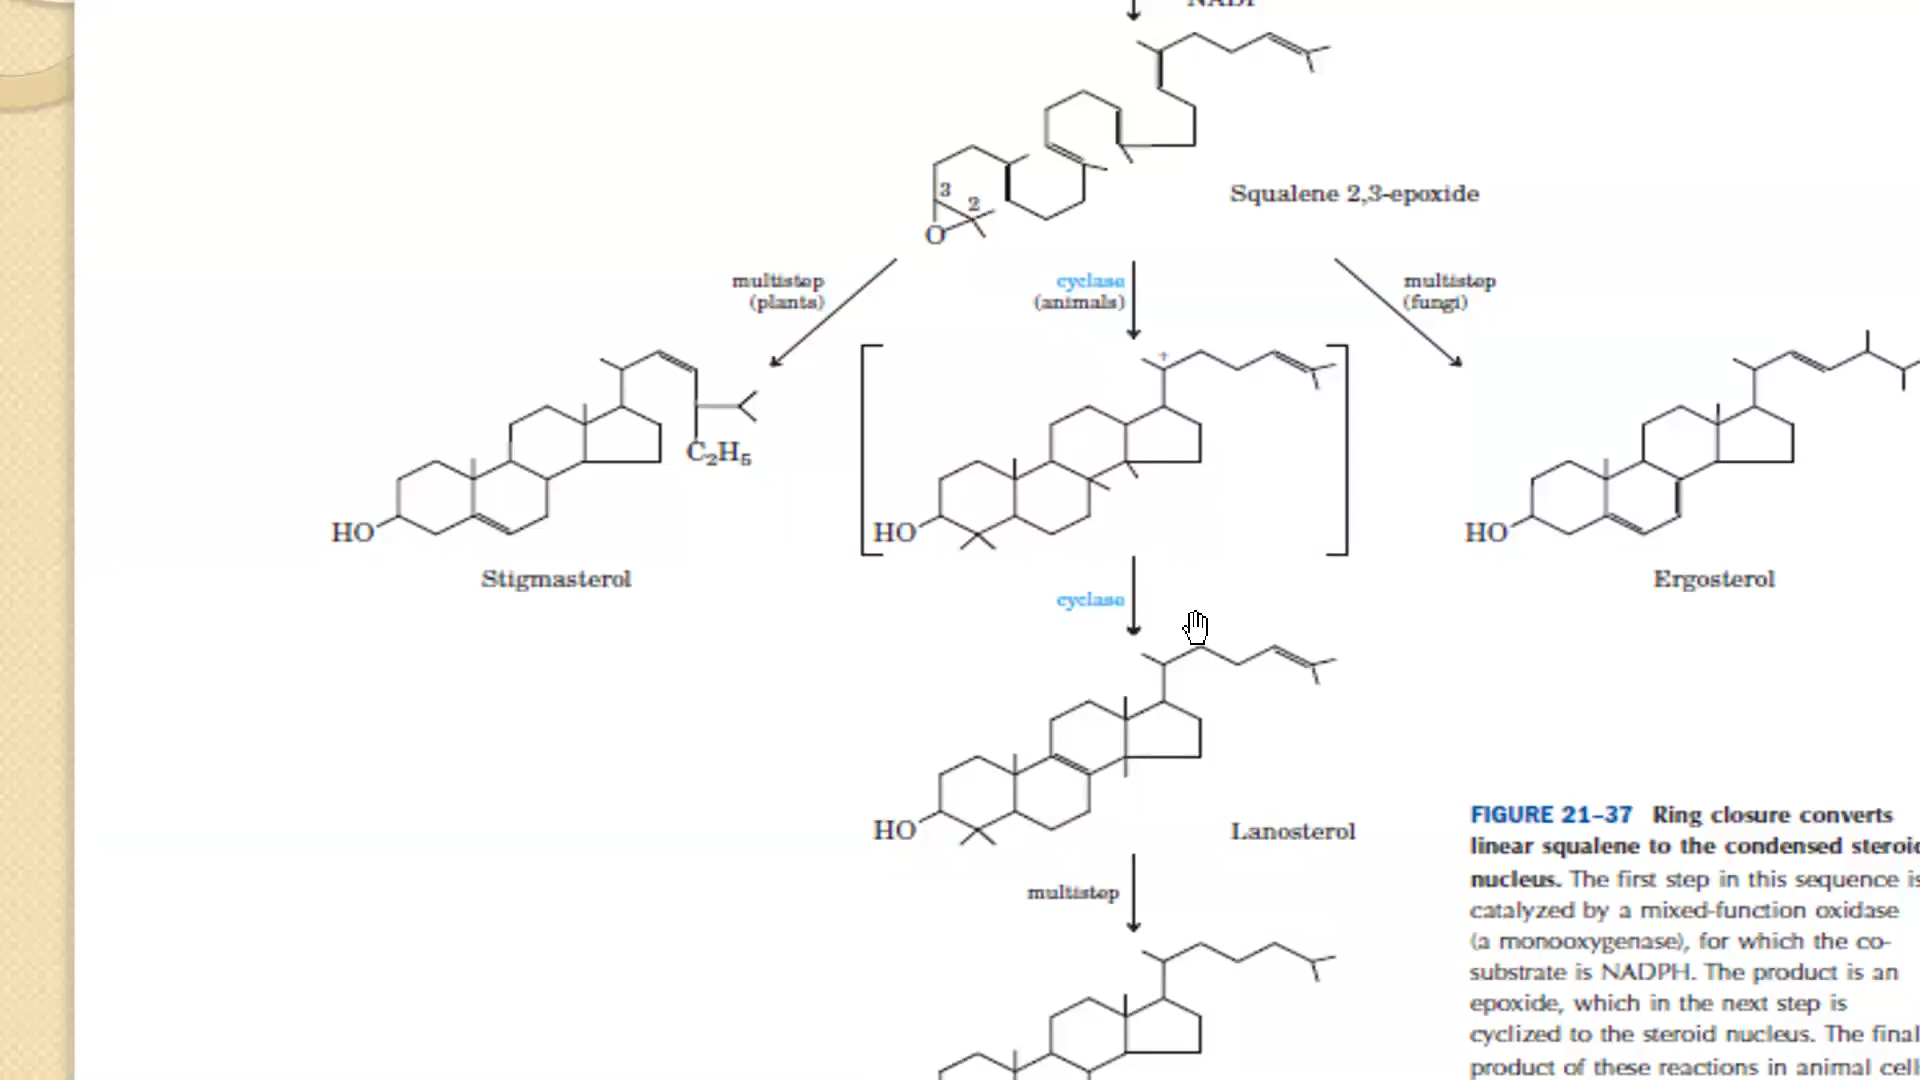 3
2
O
Squalene 2,3-epoxide
multistep
(plants)
cyclase
(animals)
multistep
(fungi)
+
C₂H₅
HO
HO
HO
Stigmasterol
Ergosterol
cyclase
HO
Lanosterol
multistep
FIGURE 21–37 Ring closure converts
linear squalene to the condensed steroid
nucleus. The first step in this sequence is
catalyzed by a mixed-function oxidase
(a monooxygenase), for which the co-
substrate is NADPH. The product is an
epoxide, which in the next step is
cyclized to the steroid nucleus. The final
product of these reactions in animal cell